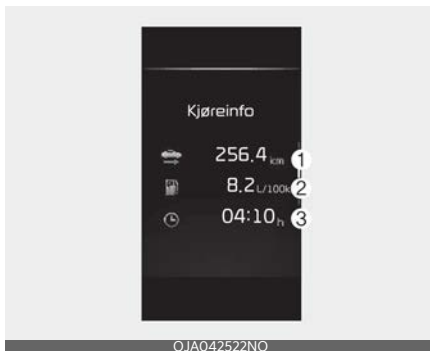 Kjøreinfo
256.4 km 1
8.2 L/100k 2
04:10 h 3
OJA042522NO